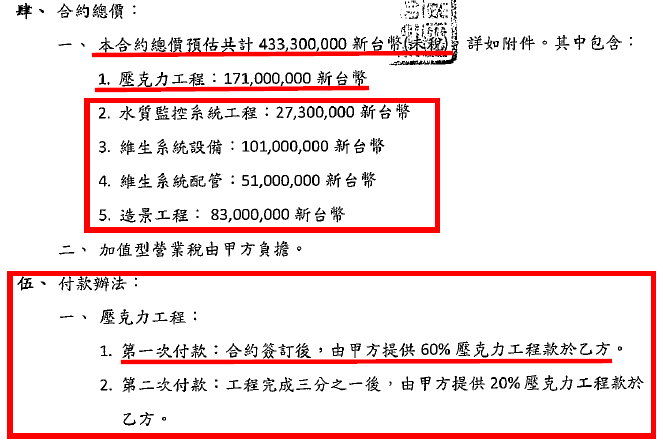 肆、 合約總價：
一、 本合約總價預估共計 433,300,000 新台幣(未稅)，詳如附件。其中包含：
1. 壓克力工程：171,000,000 新台幣
2. 水質監控系統工程：27,300,000 新台幣
3. 維生系統設備：101,000,000 新台幣
4. 維生系統配管：51,000,000 新台幣
5. 造景工程： 83,000,000 新台幣
二、 加值型營業稅由甲方負擔。
伍、 付款辦法：
一、 壓克力工程：
1. 第一次付款：合約簽訂後，由甲方提供 60% 壓克力工程款於乙方。
2. 第二次付款：工程完成三分之一後，由甲方提供 20% 壓克力工程款於
乙方。